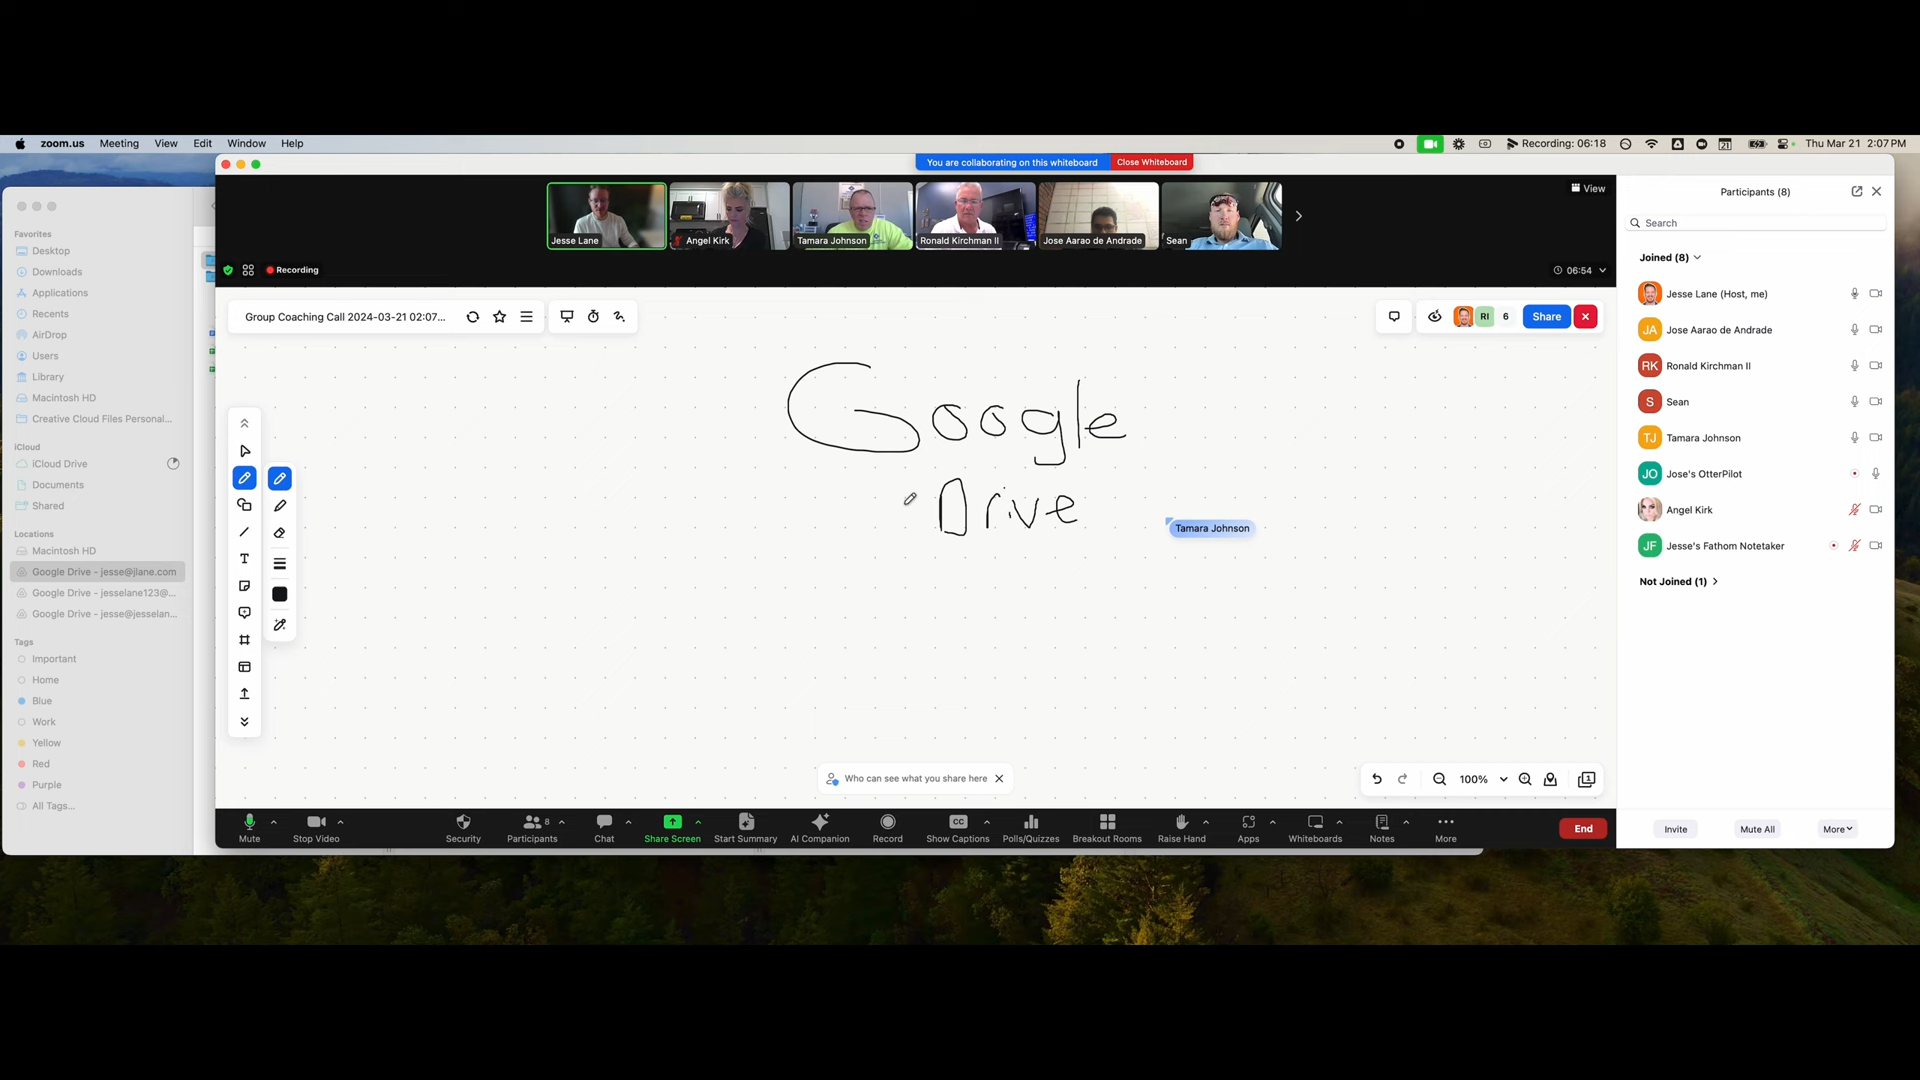 zoom.us Meeting View Edit Window Help
Recording: 06:18
21
Thu Mar 21 2:07 PM
You are collaborating on this whiteboard
Close Whiteboard
Favorites
Desktop
Downloads
Applications
Recents
AirDrop
Users
Library
Macintosh HD
Creative Cloud Files Personal...
iCloud
iCloud Drive
Documents
Shared
Locations
Macintosh HD
Google Drive - jesse@jlane.com
Google Drive - jesselane123@...
Google Drive - jesse@jesselan...
Tags
Important
Home
Blue
Work
Yellow
Red
Purple
All Tags...
Jesse Lane
Angel Kirk
Tamara Johnson
Ronald Kirchman II
Jose Aarao de Andrade
Sean
View
Recording
06:54
Group Coaching Call 2024-03-21 02:07...
RI
6
Share
Google
Drive
Tamara Johnson
T
Who can see what you share here
100%
1
Mute
Stop Video
Security
8
Participants
Chat
Share Screen
Start Summary
AI Companion
Record
CC
Show Captions
Polls/Quizzes
Breakout Rooms
Raise Hand
Apps
Whiteboards
Notes
More
End
Participants (8)
Search
Joined (8)
Jesse Lane (Host, me)
JA Jose Aarao de Andrade
RK Ronald Kirchman II
S Sean
TJ Tamara Johnson
JO Jose's OtterPilot
Angel Kirk
JF Jesse's Fathom Notetaker
Not Joined (1)
Invite
Mute All
More